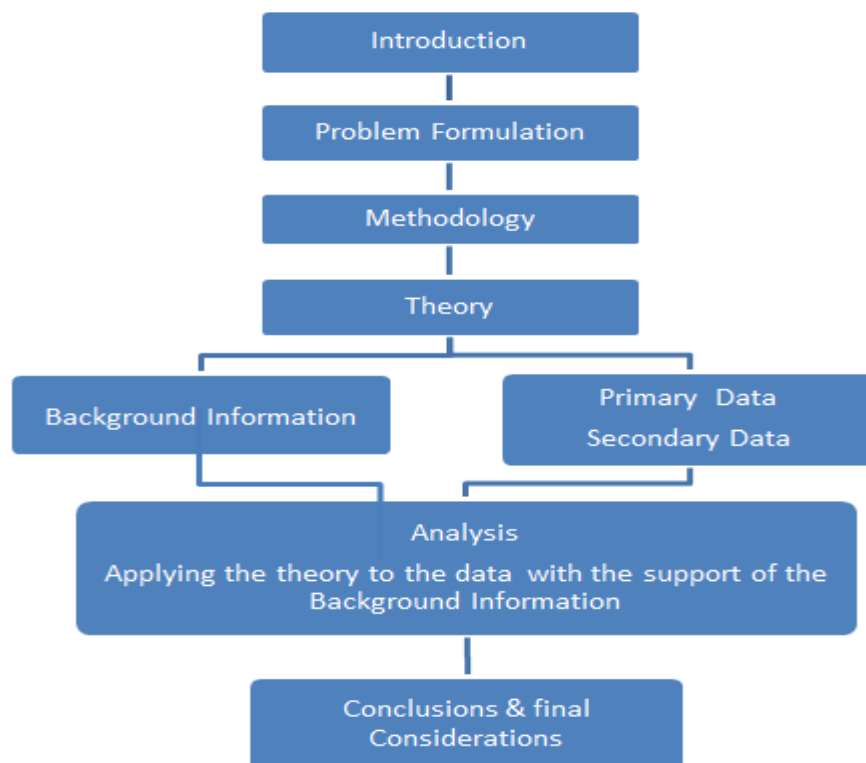 Introduction
Problem Formulation
Methodology
Theory
Background Information
Primary Data
Secondary Data
Analysis
Applying the theory to the data with the support of the
Background Information
Conclusions & final
Considerations